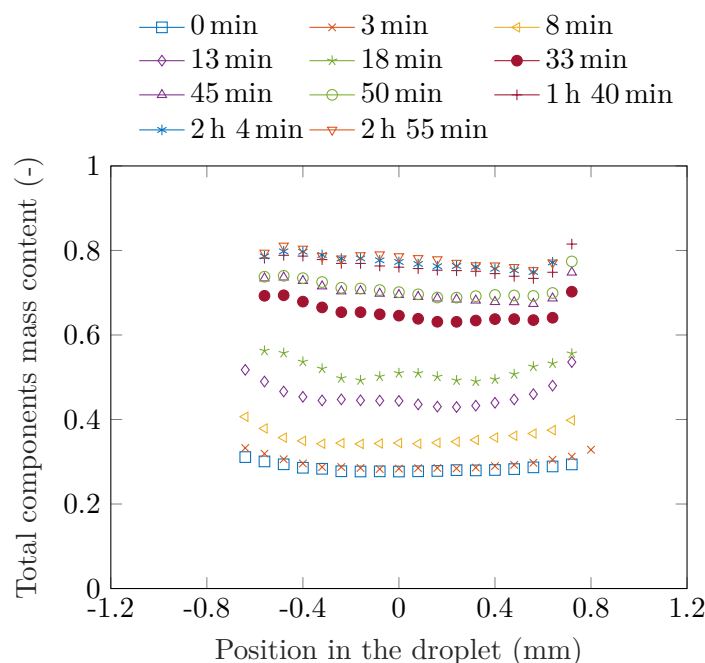 0 min 3 min 8 min
13 min 18 min 33 min
45 min 50 min 1 h 40 min
2 h 4 min 2 h 55 min
Total components mass content (-)
1
0.8
0.6
0.4
0.2
0
-1.2 -0.8 -0.4 0 0.4 0.8 1.2
Position in the droplet (mm)